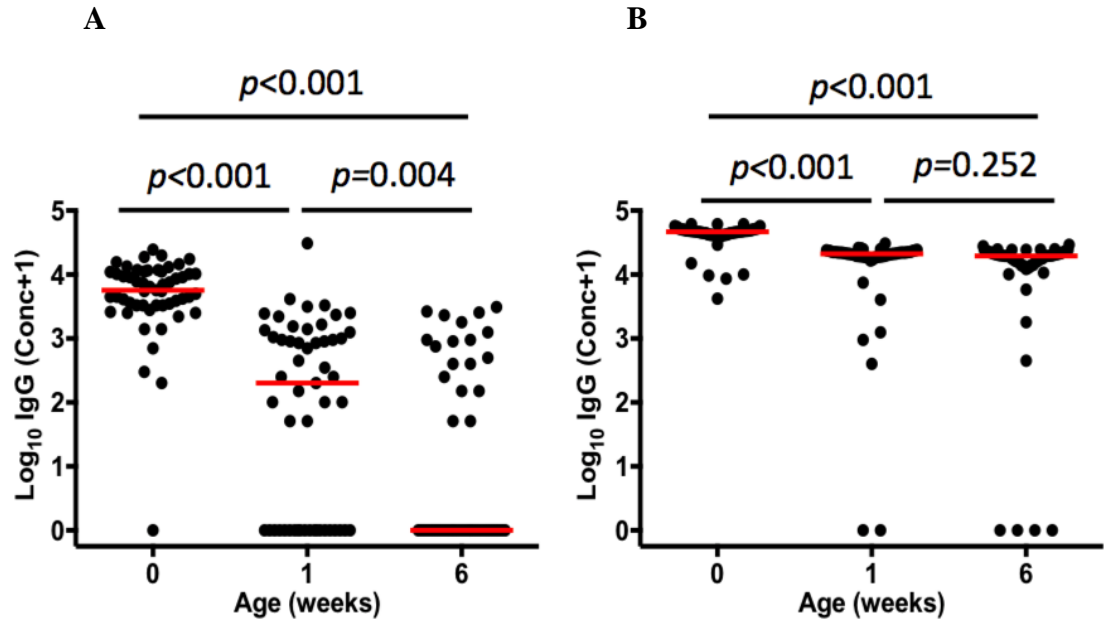 A
B
p<0.001
p<0.001
p<0.001
p=0.004
p<0.001
p=0.252
Log10 IgG (Conc+1)
5
4
3
2
1
0
0
1
6
Age (weeks)
Log10 IgG (Conc+1)
5
4
3
2
1
0
0
1
6
Age (weeks)